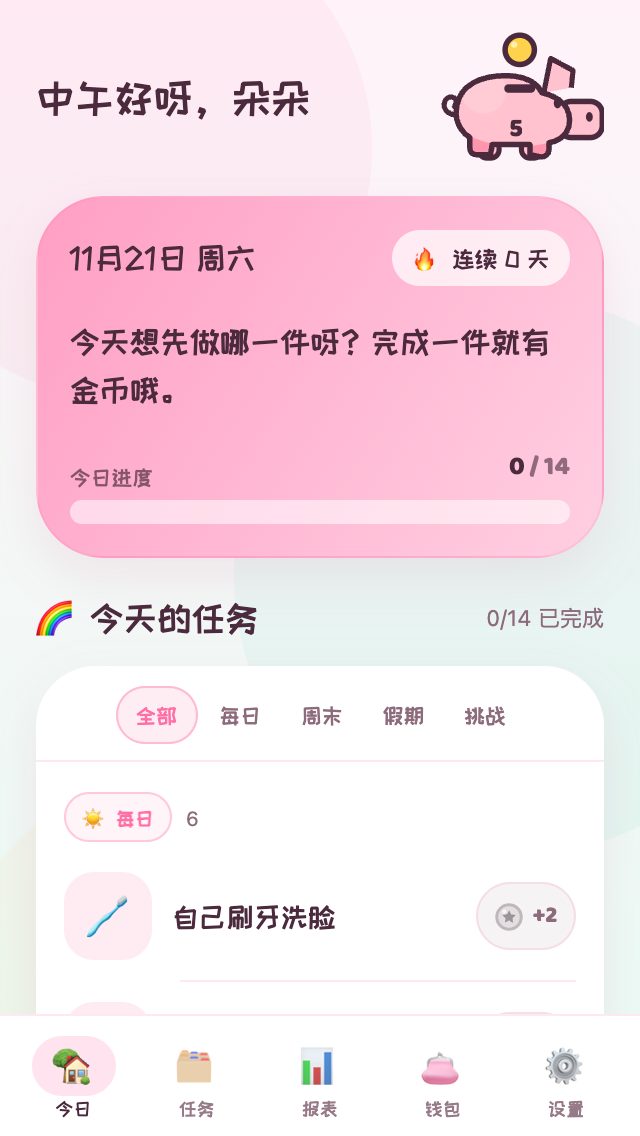 中午好呀，朵朵
5
11月21日 周六
🔥 连续 0 天
今天想先做哪一件呀？完成一件就有
金币哦。
今日进度
0 / 14
🌈 今天的任务
0/14 已完成
全部 每日 周末 假期 挑战
☀️ 每日 6
自己刷牙洗脸
+2
今日 任务 报表 钱包 设置